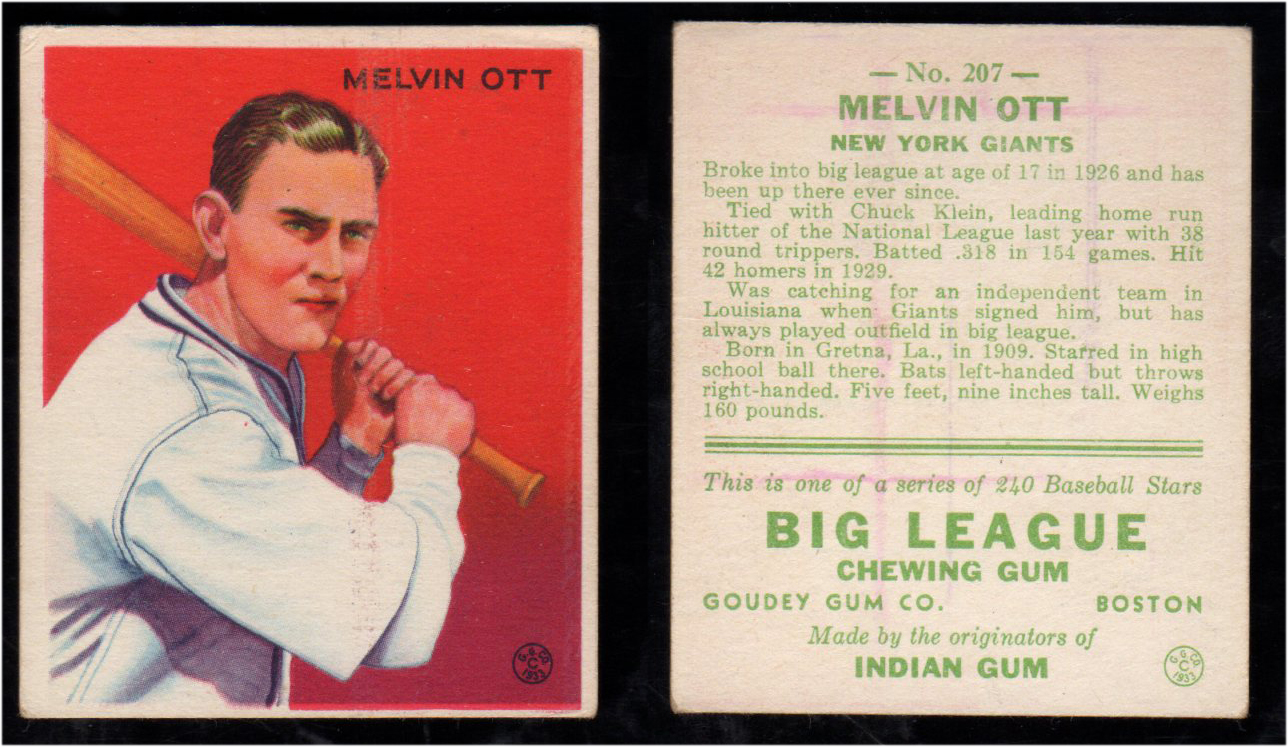 MELVIN OTT
G.G.CO.
C
1933
— No. 207 —
MELVIN OTT
NEW YORK GIANTS
Broke into big league at age of 17 in 1926 and has
been up there ever since.
Tied with Chuck Klein, leading home run
hitter of the National League last year with 38
round trippers. Batted .318 in 154 games. Hit
42 homers in 1929.
Was catching for an independent team in
Louisiana when Giants signed him, but has
always played outfield in big league.
Born in Gretna, La., in 1909. Starred in high
school ball there. Bats left-handed but throws
right-handed. Five feet, nine inches tall. Weighs
160 pounds.
This is one of a series of 240 Baseball Stars
BIG LEAGUE
CHEWING GUM
GOUDEY GUM CO. BOSTON
Made by the originators of
INDIAN GUM
G.G.CO.
C
1933